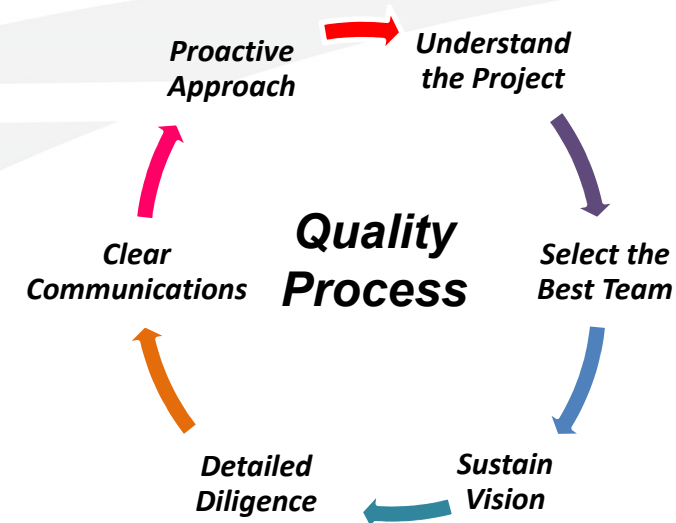 Proactive
Approach
Understand
the Project
Quality
Process
Clear
Communications
Select the
Best Team
Detailed
Diligence
Sustain
Vision